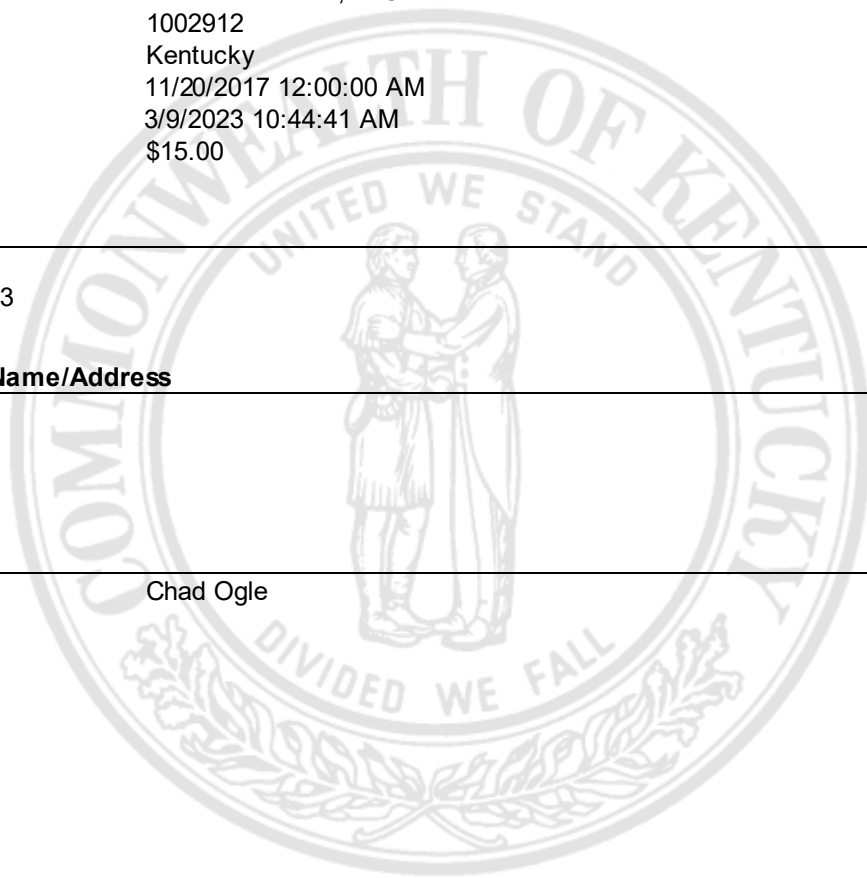 1002912
Kentucky
11/20/2017 12:00:00 AM
3/9/2023 10:44:41 AM
$15.00
COMMONWEALTH OF KENTUCKY
UNITED WE STAND
3
Name/Address
Chad Ogle
DIVIDED WE FALL